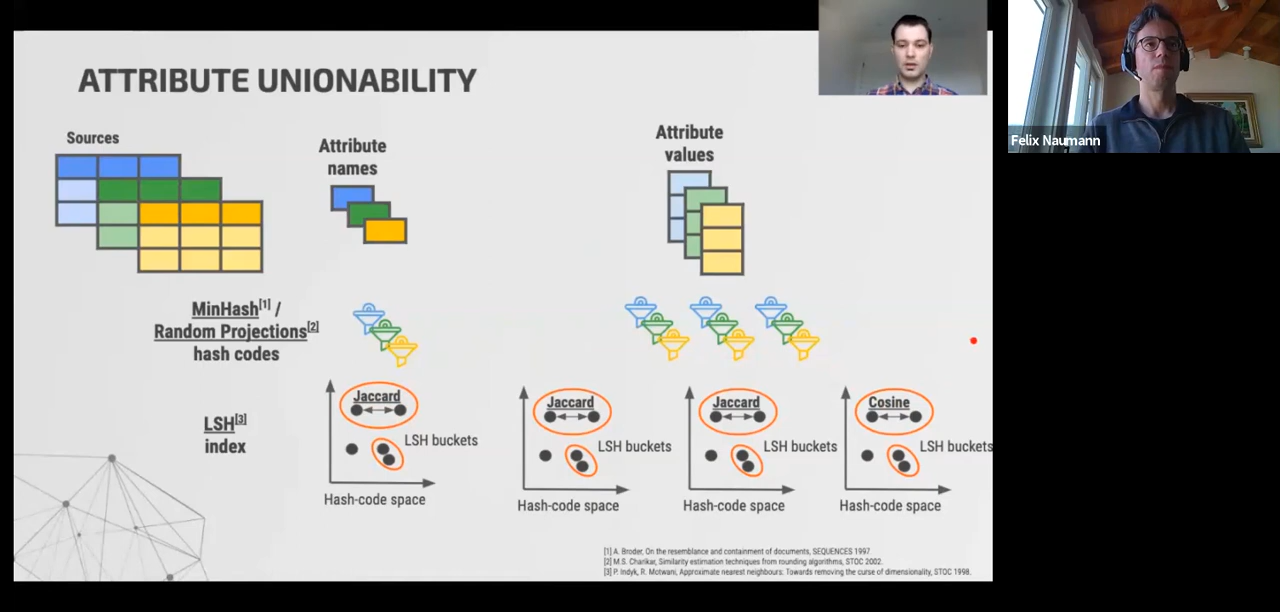 ATTRIBUTE UNIONABILITY
Felix Naumann
Sources
Attribute
names
Attribute
values
MinHash[1] /
Random Projections[2]
hash codes
LSH[3]
index
Jaccard
LSH buckets
Hash-code space
Jaccard
LSH buckets
Hash-code space
Jaccard
LSH buckets
Hash-code space
Cosine
LSH buckets
Hash-code space
[1] A. Broder, On the resemblance and containment of documents, SEQUENCES 1997
[2] M.S. Charikar, Similarity estimation techniques from rounding algorithms, STOC 2002.
[3] P. Indyk, R. Motwani, Approximate nearest neighbours: Towards removing the curse of dimensionality, STOC 1998.